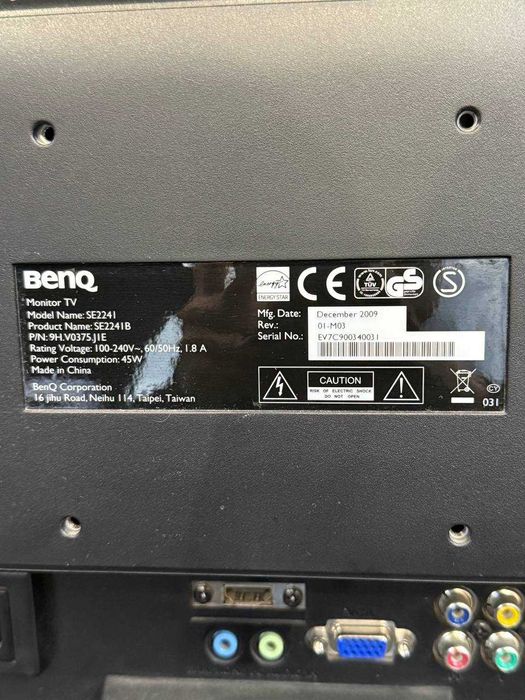 BenQ
Monitor TV
Model Name: SE2241
Product Name: SE2241B
P/N: 9H.V0375.J1E
Rating Voltage: 100-240V~, 60/50Hz, 1.8 A
Power Consumption: 45W
Made in China
BenQ Corporation
16 jihu Road, Neihu 114, Taipei, Taiwan
energy
ENERGY STAR
CE
TÜV
GS
S
Mfg. Date: December 2009
Rev.: 01-M03
Serial No.: EV7C900340031
CAUTION
RISK OF ELECTRIC SHOCK
DO NOT OPEN
031